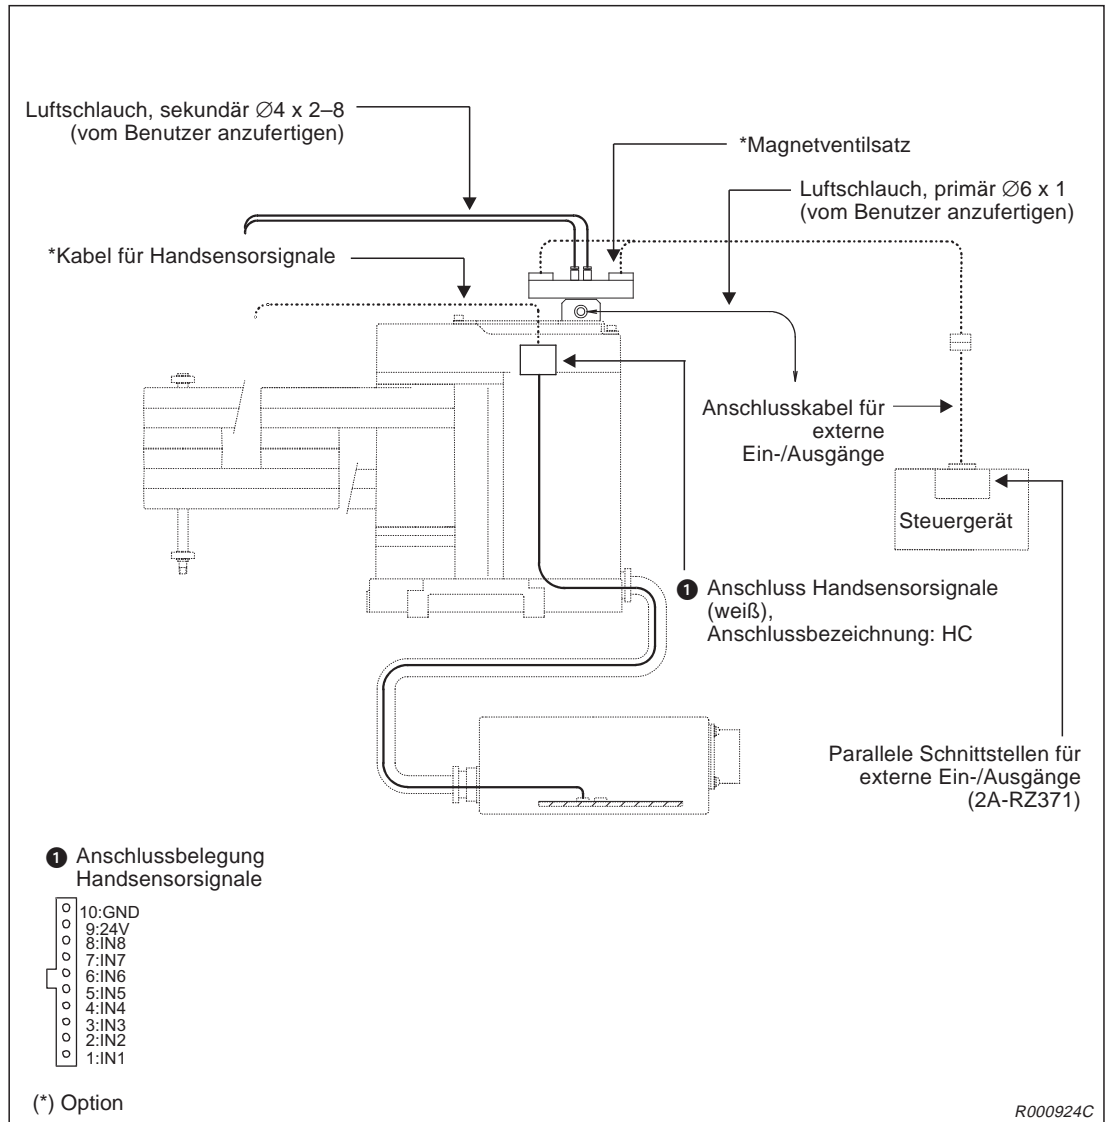 Luftschlauch, sekundär ∅4 x 2–8
(vom Benutzer anzufertigen)
*Magnetventilsatz
Luftschlauch, primär ∅6 x 1
(vom Benutzer anzufertigen)
*Kabel für Handsensorsignale
Anschlusskabel für
externe
Ein-/Ausgänge
Steuergerät
❶ Anschluss Handsensorsignale
(weiß),
Anschlussbezeichnung: HC
Parallele Schnittstellen für
externe Ein-/Ausgänge
(2A-RZ371)
❶ Anschlussbelegung
Handsensorsignale
10:GND
9:24V
8:IN8
7:IN7
6:IN6
5:IN5
4:IN4
3:IN3
2:IN2
1:IN1
(*) Option
R000924C